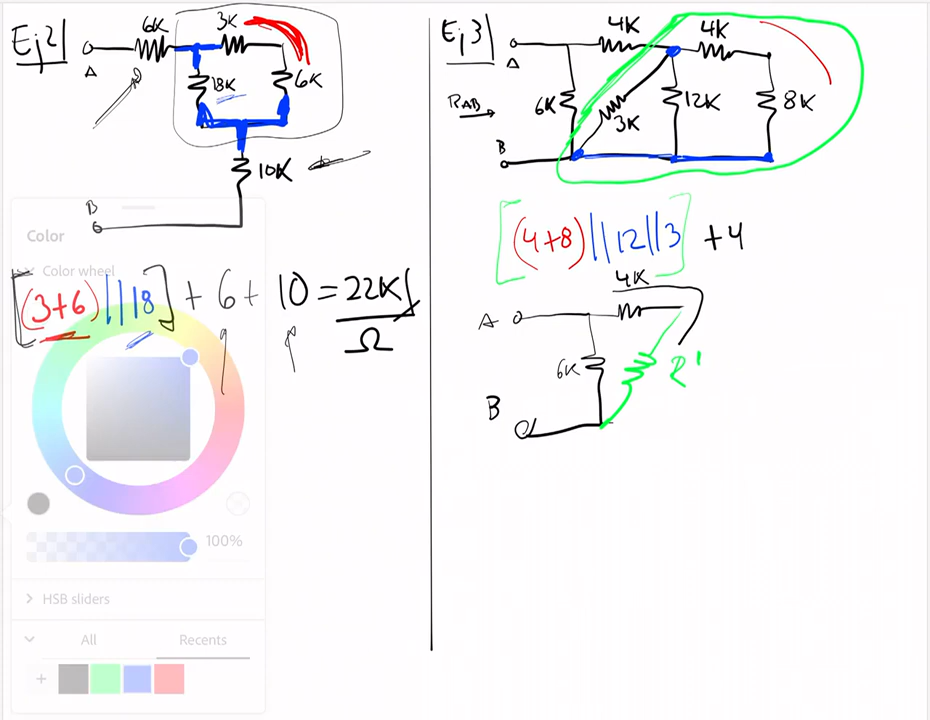 Ej2|
6K
3K
A
18K
6K
10K
B
[(3+6)||18] + 6 + 10 = 22K
Ω
Color
Color wheel
100%
HSB sliders
All
Recents
+
Ej3|
4K
4K
A
RAB
6K
3K
12K
8K
B
[(4+8)||12||3] + 4
4K
A
6K
R'
B